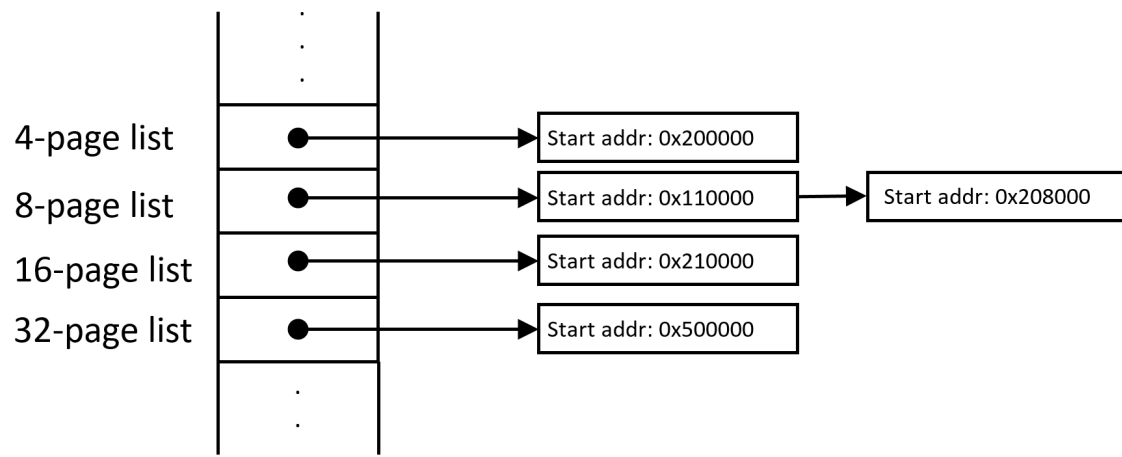 4-page list
Start addr: 0x200000
8-page list
Start addr: 0x110000
Start addr: 0x208000
16-page list
Start addr: 0x210000
32-page list
Start addr: 0x500000